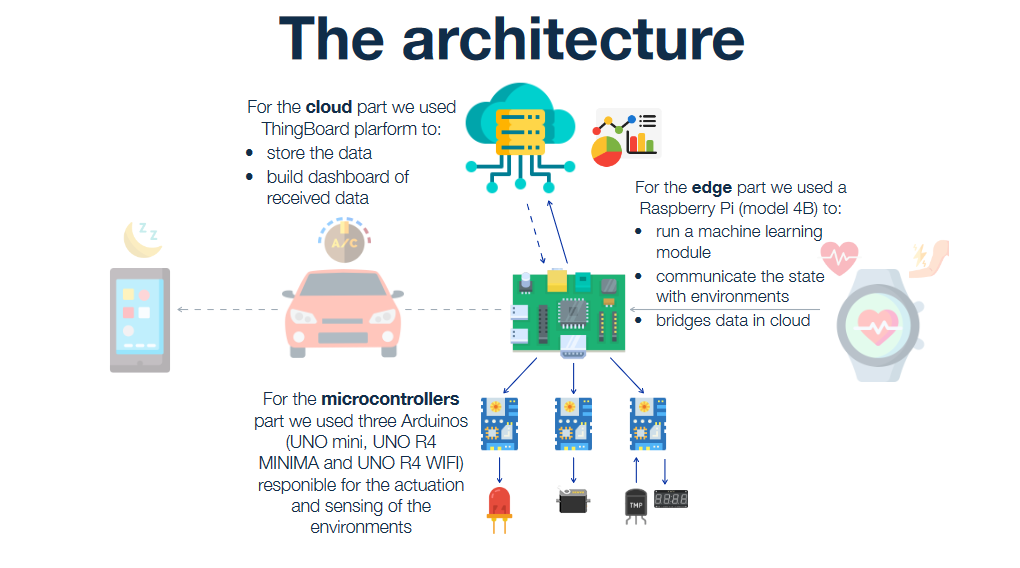 The architecture
For the cloud part we used
ThingBoard plarform to:
• store the data
• build dashboard of
received data
For the edge part we used a
Raspberry Pi (model 4B) to:
• run a machine learning
module
• communicate the state
with environments
• bridges data in cloud
z z
z
A/C
For the microcontrollers
part we used three Arduinos
(UNO mini, UNO R4
MINIMA and UNO R4 WIFI)
responible for the actuation
and sensing of the
environments
TMP
8888